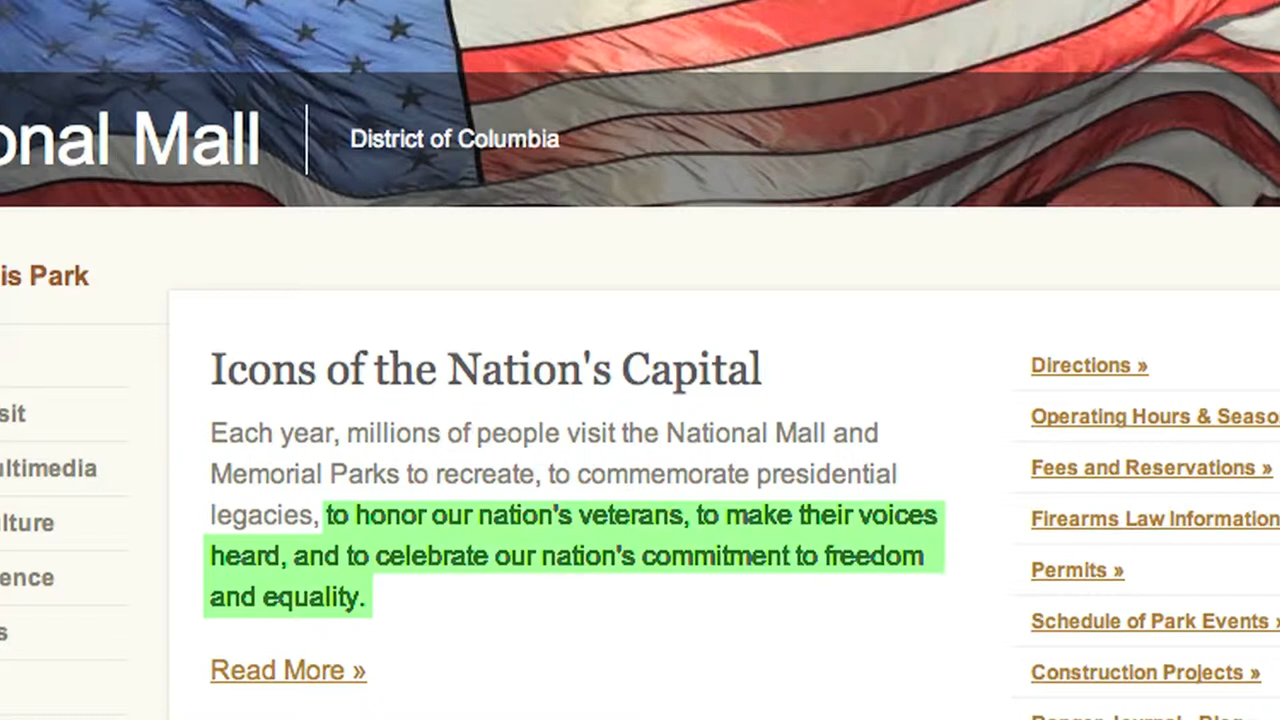 onal Mall
District of Columbia
is Park
Icons of the Nation's Capital
Each year, millions of people visit the National Mall and
Memorial Parks to recreate, to commemorate presidential
legacies, to honor our nation's veterans, to make their voices
heard, and to celebrate our nation's commitment to freedom
and equality.
Read More »
sit
ultimedia
lture
ence
s
Directions »
Operating Hours & Seaso
Fees and Reservations »
Firearms Law Information
Permits »
Schedule of Park Events »
Construction Projects »